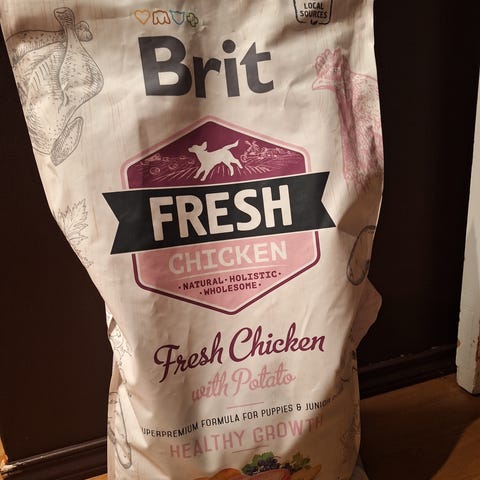 LOCAL
SOURCES
Brit
FRESH
CHICKEN
• NATURAL • HOLISTIC •
• WHOLESOME •
Fresh Chicken
with Potato
UPERPREMIUM FORMULA FOR PUPPIES & JUNIOR
HEALTHY GROWTH